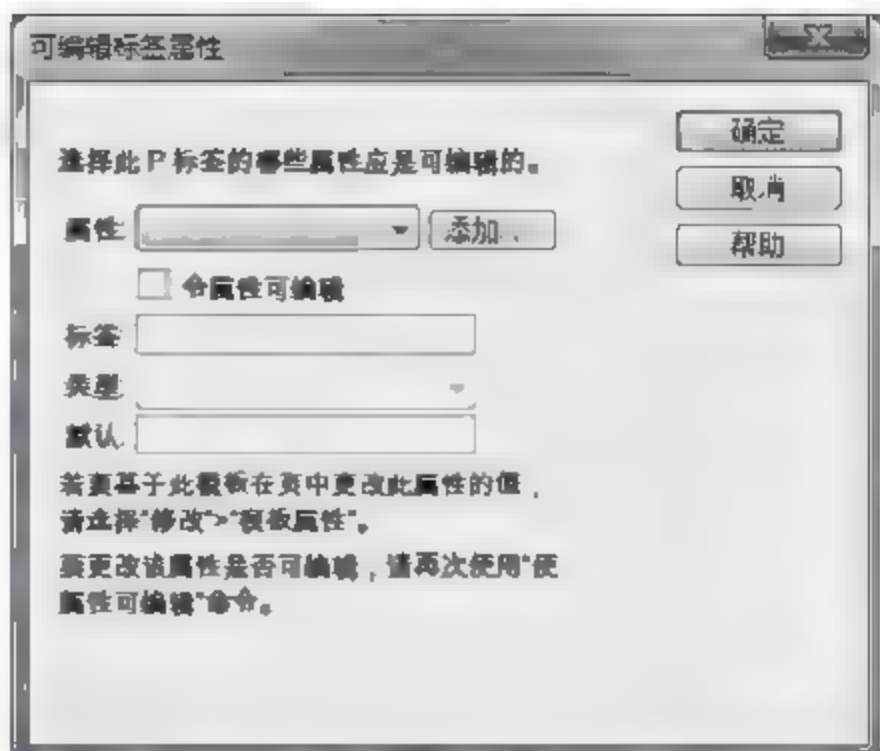 可编辑标签属性
选择此 P 标签的哪些属性应是可编辑的。
确定
取消
帮助
属性:
添加...
令属性可编辑
标签:
类型:
默认:
若要基于此模板在页中更改此属性的值，
请选择“修改”>“模板属性”。
要更改该属性是否可编辑，请再次使用“使
属性可编辑”命令。